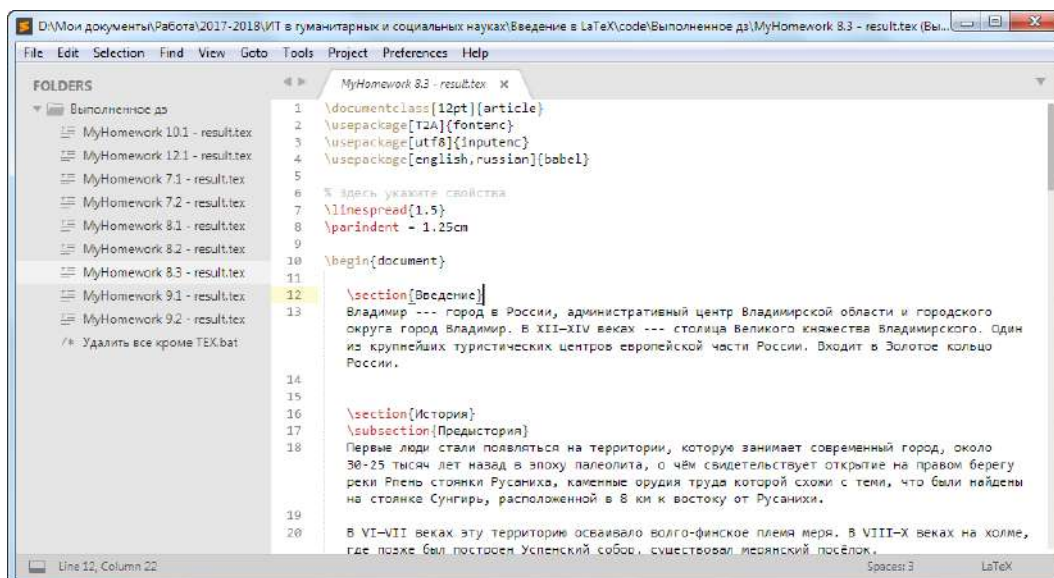 D:\Мои документы\Работа\2017-2018\ИТ в гуманитарных и социальных науках\Введение в LaTeX\code\Выполненное дз\MyHomework 8.3 - result.tex (Вы...
File Edit Selection Find View Goto Tools Project Preferences Help
FOLDERS
Выполненное дз
MyHomework 10.1 - result.tex
MyHomework 12.1 - result.tex
MyHomework 7.1 - result.tex
MyHomework 7.2 - result.tex
MyHomework 8.1 - result.tex
MyHomework 8.2 - result.tex
MyHomework 8.3 - result.tex
MyHomework 9.1 - result.tex
MyHomework 9.2 - result.tex
/* Удалить все кроме TEX.bat
MyHomework 8.3 - result.tex ×
1 \documentclass[12pt]{article}
2 \usepackage[T2A]{fontenc}
3 \usepackage[utf8]{inputenc}
4 \usepackage[english,russian]{babel}
5
6 % Здесь укажите свойства
7 \linespread{1.5}
8 \parindent = 1.25cm
9
10 \begin{document}
11
12 \section{Введение}
13 Владимир --- город в России, административный центр Владимирской области и городского
округа город Владимир. В XII–XIV веках --- столица Великого княжества Владимирского. Один
из крупнейших туристических центров европейской части России. Входит в Золотое кольцо
России.
14
15
16 \section{История}
17 \subsection{Предыстория}
18 Первые люди стали появляться на территории, которую занимает современный город, около
30-25 тысяч лет назад в эпоху палеолита, о чём свидетельствует открытие на правом берегу
реки Рпень стоянки Русаниха, каменные орудия труда которой схожи с теми, что были найдены
на стоянке Сунгирь, расположенной в 8 км к востоку от Русанихи.
19
20 В VI–VII веках эту территорию осваивало волго-финское племя меря. В VIII–X веках на холме,
где позже был построен Успенский собор, существовал мерянский посёлок.
Line 12, Column 22
Spaces: 3
LaTeX